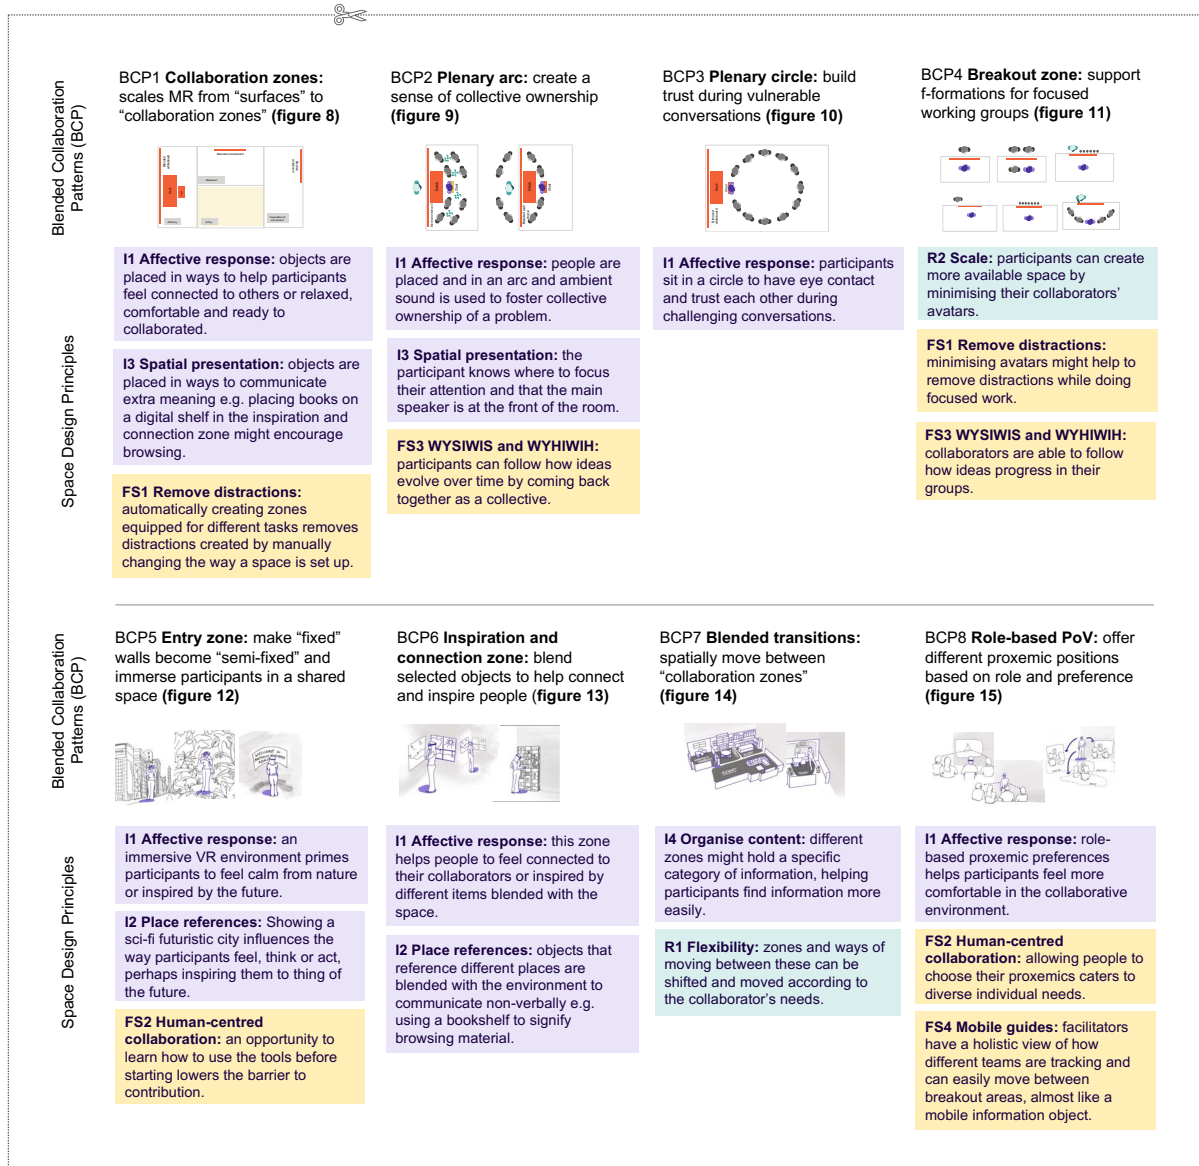 Blended Collaboration
Patterns (BCP)
BCP1 Collaboration zones:
scales MR from “surfaces” to
“collaboration zones” (figure 8)
BCP2 Plenary arc: create a
sense of collective ownership
(figure 9)
BCP3 Plenary circle: build
trust during vulnerable
conversations (figure 10)
BCP4 Breakout zone: support
f-formations for focused
working groups (figure 11)
Space Design Principles
I1 Affective response: objects are
placed in ways to help participants
feel connected to others or relaxed,
comfortable and ready to
collaborated.
I3 Spatial presentation: objects are
placed in ways to communicate
extra meaning e.g. placing books on
a digital shelf in the inspiration and
connection zone might encourage
browsing.
FS1 Remove distractions:
automatically creating zones
equipped for different tasks removes
distractions created by manually
changing the way a space is set up.
I1 Affective response: people are
placed and in an arc and ambient
sound is used to foster collective
ownership of a problem.
I3 Spatial presentation: the
participant knows where to focus
their attention and that the main
speaker is at the front of the room.
FS3 WYSIWIS and WYHIWIH:
participants can follow how ideas
evolve over time by coming back
together as a collective.
I1 Affective response: participants
sit in a circle to have eye contact
and trust each other during
challenging conversations.
R2 Scale: participants can create
more available space by
minimising their collaborators’
avatars.
FS1 Remove distractions:
minimising avatars might help to
remove distractions while doing
focused work.
FS3 WYSIWIS and WYHIWIH:
collaborators are able to follow
how ideas progress in their
groups.
Blended Collaboration
Patterns (BCP)
BCP5 Entry zone: make “fixed”
walls become “semi-fixed” and
immerse participants in a shared
space (figure 12)
BCP6 Inspiration and
connection zone: blend
selected objects to help connect
and inspire people (figure 13)
BCP7 Blended transitions:
spatially move between
“collaboration zones”
(figure 14)
BCP8 Role-based PoV: offer
different proxemic positions
based on role and preference
(figure 15)
Space Design Principles
I1 Affective response: an
immersive VR environment primes
participants to feel calm from nature
or inspired by the future.
I2 Place references: Showing a
sci-fi futuristic city influences the
way participants feel, think or act,
perhaps inspiring them to thing of
the future.
FS2 Human-centred
collaboration: an opportunity to
learn how to use the tools before
starting lowers the barrier to
contribution.
I1 Affective response: this zone
helps people to feel connected to
their collaborators or inspired by
different items blended with the
space.
I2 Place references: objects that
reference different places are
blended with the environment to
communicate non-verbally e.g.
using a bookshelf to signify
browsing material.
I4 Organise content: different
zones might hold a specific
category of information, helping
participants find information more
easily.
R1 Flexibility: zones and ways of
moving between these can be
shifted and moved according to
the collaborator’s needs.
I1 Affective response: role-
based proxemic preferences
helps participants feel more
comfortable in the collaborative
environment.
FS2 Human-centred
collaboration: allowing people to
choose their proxemics caters to
diverse individual needs.
FS4 Mobile guides: facilitators
have a holistic view of how
different teams are tracking and
can easily move between
breakout areas, almost like a
mobile information object.